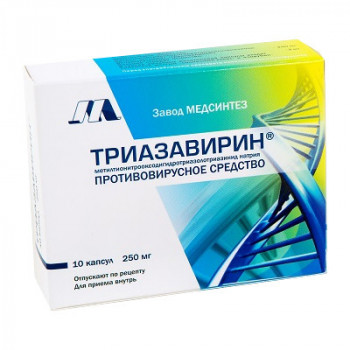 Завод МЕДСИНТЕЗ
ТРИАЗАВИРИН®
метилтионитрооксодигидротриазолотриазинид натрия
ПРОТИВОВИРУСНОЕ СРЕДСТВО
10 капсул 250 мг
Отпускают по рецепту
Для приема внутрь